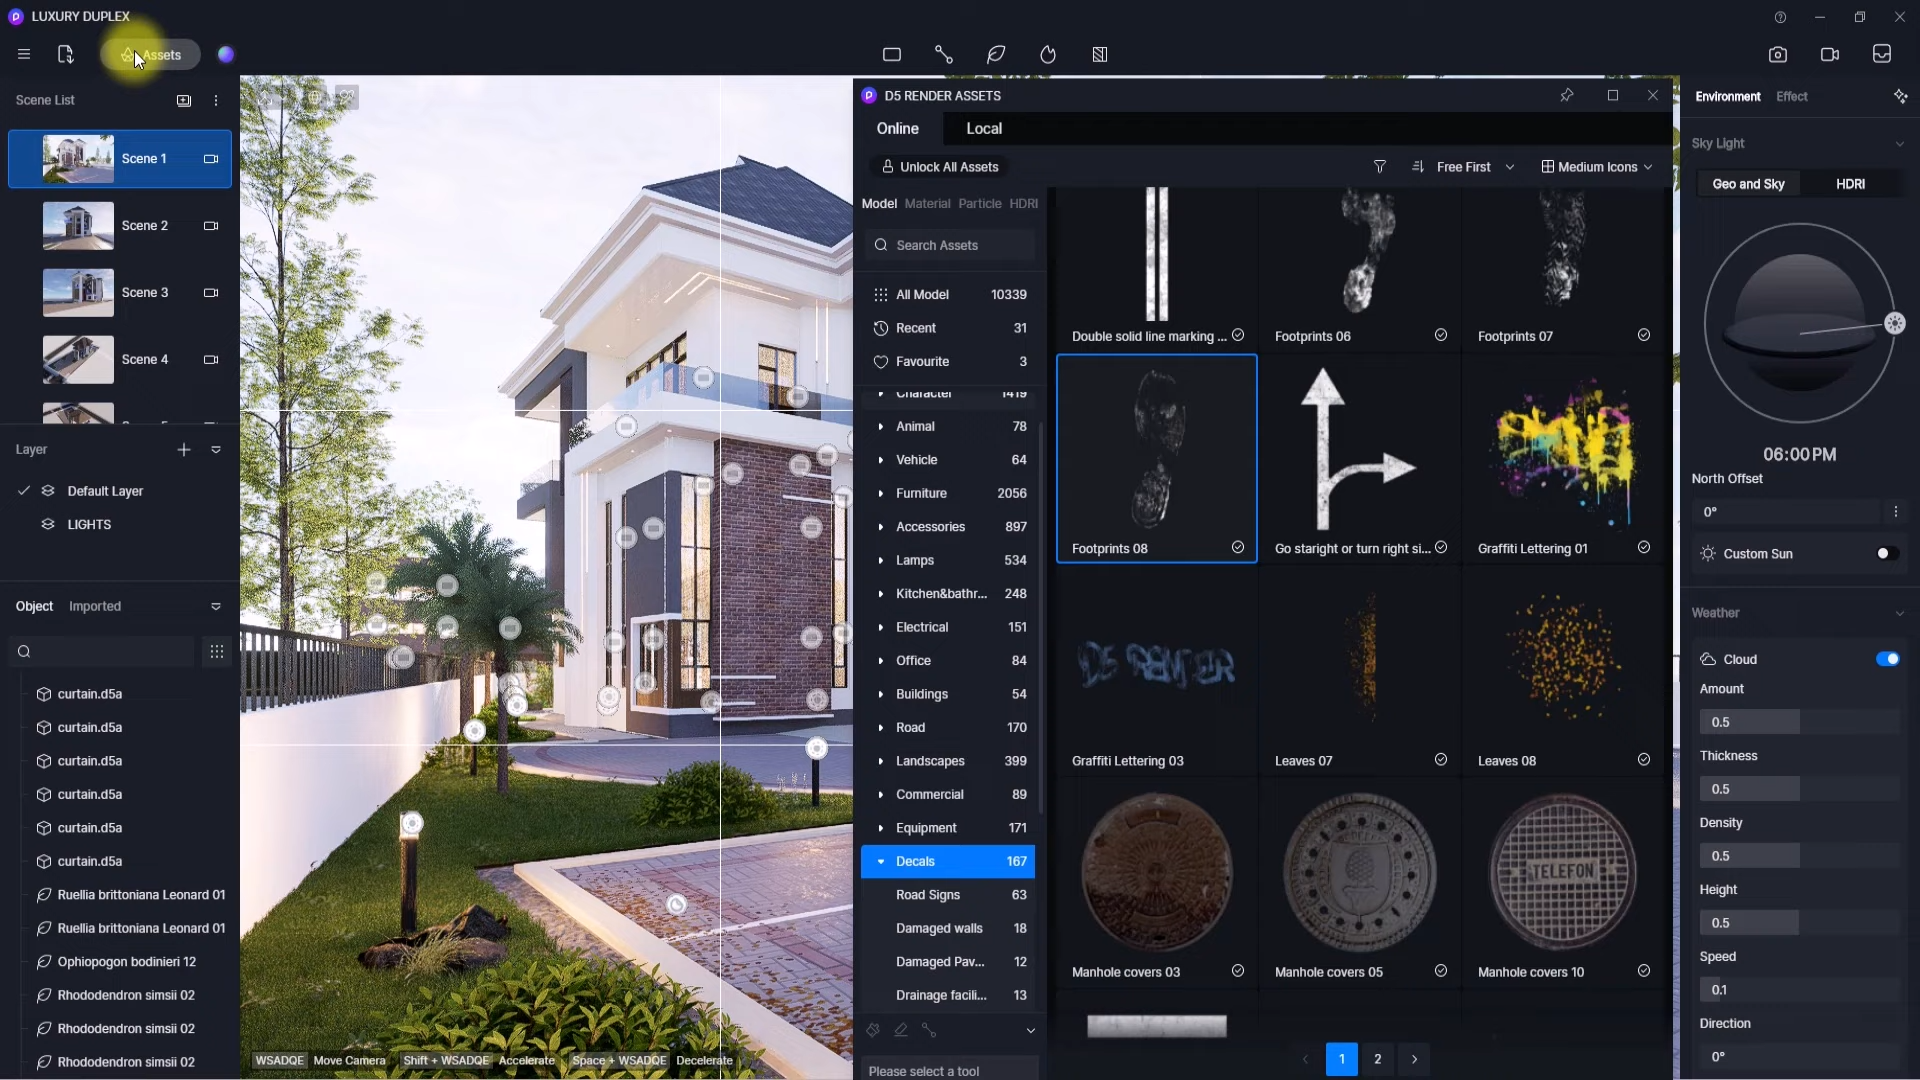 LUXURY DUPLEX
Assets
Scene List
Scene 1
Scene 2
Scene 3
Scene 4
Layer
Default Layer
LIGHTS
Object Imported
curtain.d5a
curtain.d5a
curtain.d5a
curtain.d5a
curtain.d5a
curtain.d5a
Ruellia brittoniana Leonard 01
Ruellia brittoniana Leonard 01
Ophiopogon bodinieri 12
Rhododendron simsii 02
Rhododendron simsii 02
Rhododendron simsii 02
WSADQE Move Camera Shift + WSADQE Accelerate Space + WSADQE Decelerate
D5 RENDER ASSETS
Online Local
Unlock All Assets
Free First
Medium Icons
Model Material Particle HDRI
Search Assets
All Model 10339
Recent 31
Favourite 3
Character 1419
Animal 78
Vehicle 64
Furniture 2056
Accessories 897
Lamps 534
Kitchen&bathr... 248
Electrical 151
Office 84
Buildings 54
Road 170
Landscapes 399
Commercial 89
Equipment 171
Decals 167
Road Signs 63
Damaged walls 18
Damaged Pav... 12
Drainage facili... 13
Please select a tool
Double solid line marking ...
Footprints 06
Footprints 07
Footprints 08
Go staright or turn right si...
Graffiti Lettering 01
D5 RENDER
Graffiti Lettering 03
Leaves 07
Leaves 08
TELEFON
Manhole covers 03
Manhole covers 05
Manhole covers 10
1 2
Environment Effect
Sky Light
Geo and Sky HDRI
06:00PM
North Offset
0°
Custom Sun
Weather
Cloud
Amount
0.5
Thickness
0.5
Density
0.5
Height
0.5
Speed
0.1
Direction
0°